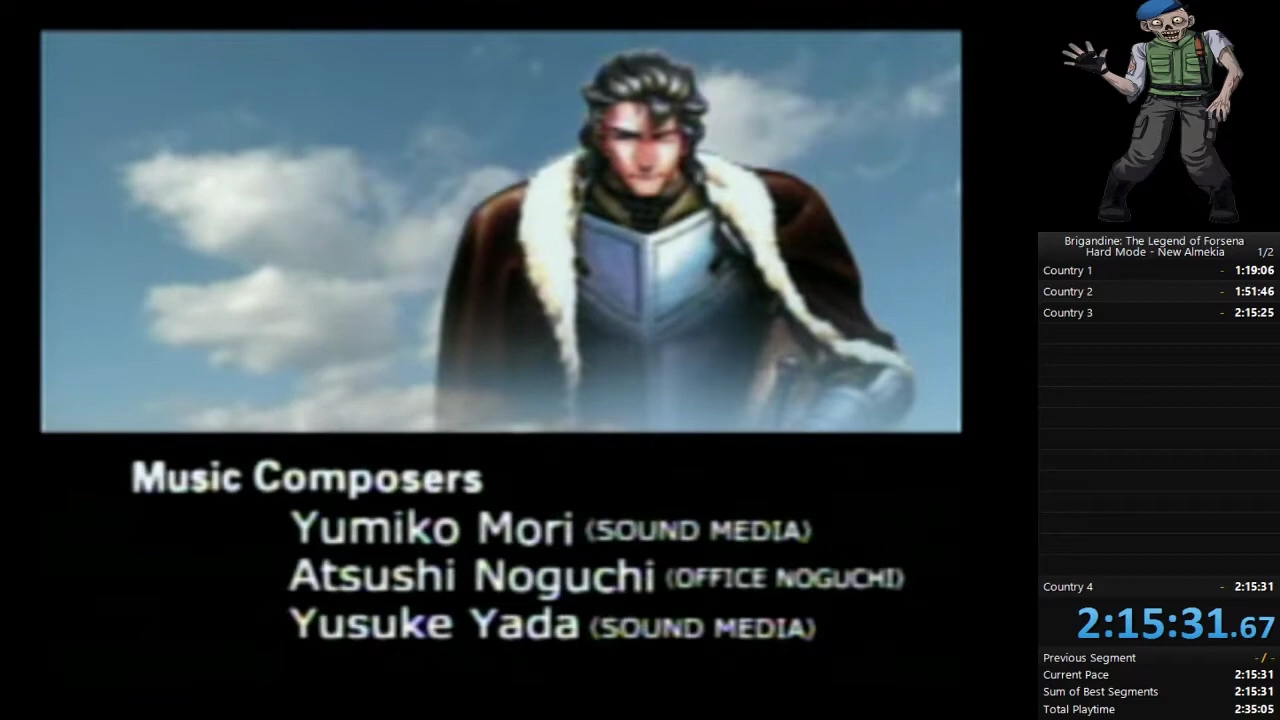 Music Composers
Yumiko Mori (SOUND MEDIA)
Atsushi Noguchi (OFFICE NOGUCHI)
Yusuke Yada (SOUND MEDIA)
Brigandine: The Legend of Forsena
Hard Mode - New Almekia 1/2
Country 1 - 1:19:06
Country 2 - 1:51:46
Country 3 - 2:15:25
Country 4 - 2:15:31
2:15:31.67
Previous Segment - / -
Current Pace 2:15:31
Sum of Best Segments 2:15:31
Total Playtime 2:35:05